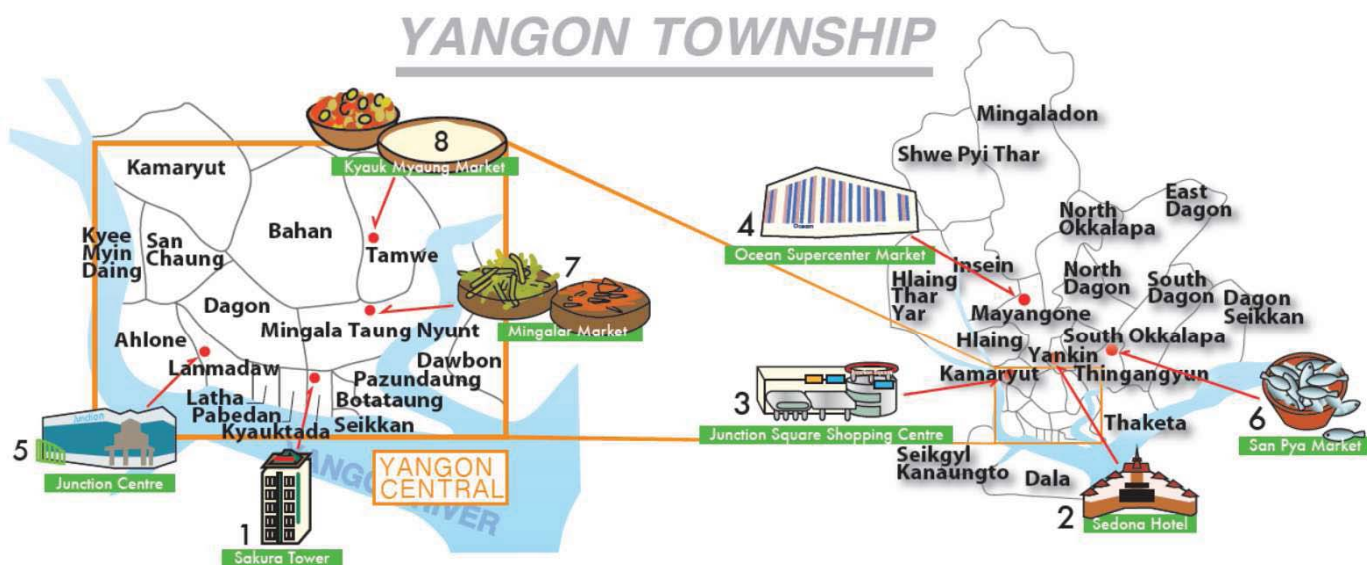 YANGON TOWNSHIP
8
Kyauk Myaung Market
Kamaryut
Bahan
Kyee
Myin
Daing
San
Chaung
Tamwe
7
Mingalar Market
Dagon
Mingala Taung Nyunt
Ahlone
Lanmadaw
Dawbon
Pazundaung
Latha
Pabedan
Botataung
Kyauktada
Seikkan
5
Junction Centre
YANGON
CENTRAL
YANGON RIVER
1
Sakura Tower
Mingaladon
Shwe Pyi Thar
East
Dagon
North
Okkalapa
4
Ocean
Ocean Supercenter Market
Insein
Hlaing
Thar
Yar
North
Dagon
South
Dagon
Dagon
Seikkan
Mayangone
Hlaing
South Okkalapa
Yankin
Kamaryut
Thingangyun
3
Junction Square Shopping Centre
Thaketa
6
San Pya Market
Seikgyl
Kanaungto
Dala
2
Sedona Hotel